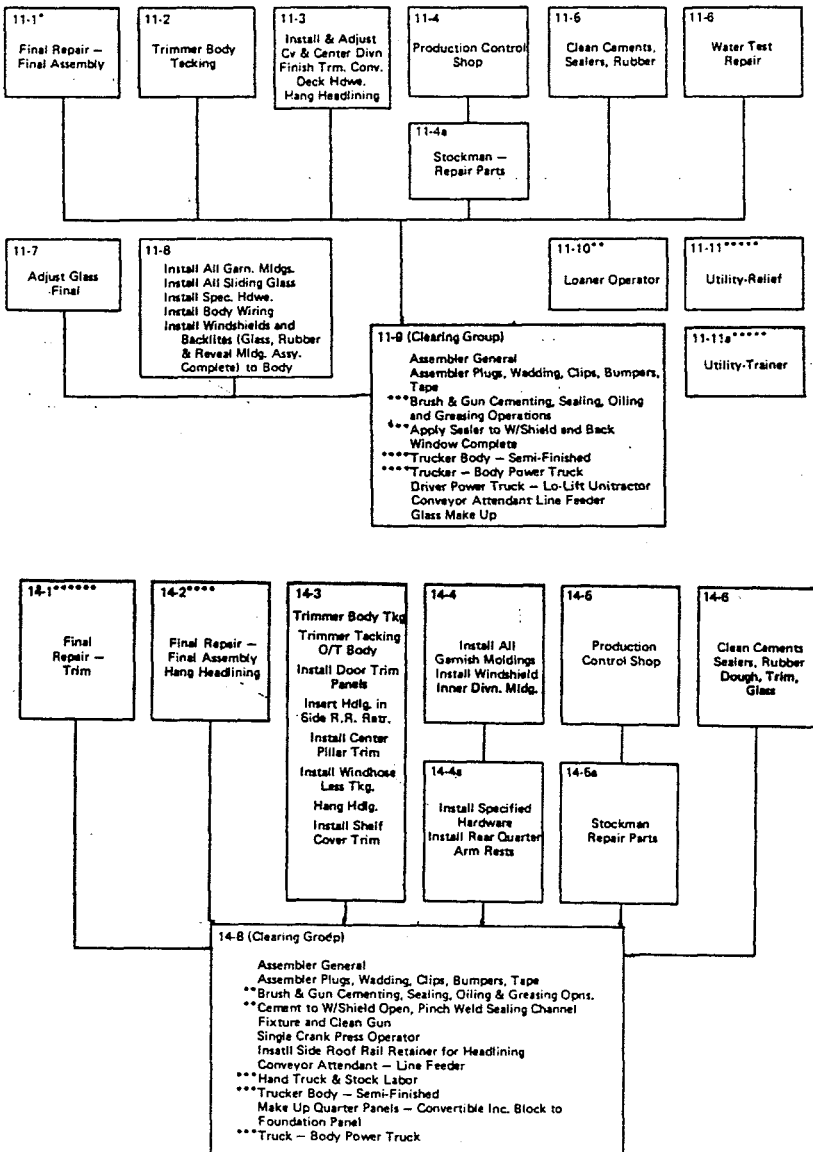 11-1*
Final Repair —
Final Assembly
11-2
Trimmer Body
Tacking
11-3
Install & Adjust
Cv & Center Divn
Finish Trm. Conv.
Deck Hdwe.
Hang Headlining
11-4
Production Control
Shop
11-5
Clean Cements,
Sealers, Rubber
11-6
Water Test
Repair
11-4a
Stockman —
Repair Parts
11-7
Adjust Glass
Final
11-8
Install All Garn. Mldgs.
Install All Sliding Glass
Install Spec. Hdwe.
Install Body Wiring
Install Windshields and
Backlites (Glass, Rubber
& Reveal Mldg. Assy.
Complete) to Body
11-10**
Loaner Operator
11-11*****
Utility-Relief
11-11a*****
Utility-Trainer
11-9 (Clearing Group)
Assembler General
Assembler Plugs, Wadding, Clips, Bumpers,
Tape
***Brush & Gun Cementing, Sealing, Oiling
and Greasing Operations
***Apply Sealer to W/Shield and Back
Window Complete
****Trucker Body — Semi-Finished
****Trucker — Body Power Truck
Driver Power Truck — Lo-Lift Unitractor
Conveyor Attendant Line Feeder
Glass Make Up
14-1******
Final
Repair —
Trim
14-2****
Final Repair —
Final Assembly
Hang Headlining
14-3
Trimmer Body Tkg
Trimmer Tacking
O/T Body
Install Door Trim
Panels
Insert Hdlg. in
Side R.R. Retr.
Install Center
Pillar Trim
Install Windhose
Less Tkg.
Hang Hdlg.
Install Shelf
Cover Trim
14-4
Install All
Garnish Moldings
Install Windshield
Inner Divn. Mldg.
14-5
Production
Control Shop
14-6
Clean Cements
Sealers, Rubber
Dough, Trim,
Glass
14-4a
Install Specified
Hardware
Install Rear Quarter
Arm Rests
14-5a
Stockman
Repair Parts
14-8 (Clearing Group)
Assembler General
Assembler Plugs, Wadding, Clips, Bumpers, Tape
**Brush & Gun Cementing, Sealing, Oiling & Greasing Opns.
**Cement to W/Shield Open, Pinch Weld Sealing Channel
Fixture and Clean Gun
Single Crank Press Operator
Insatll Side Roof Rail Retainer for Headlining
Conveyor Attendant — Line Feeder
***Hand Truck & Stock Labor
***Trucker Body — Semi-Finished
Make Up Quarter Panels — Convertible Inc. Block to
Foundation Panel
***Truck — Body Power Truck